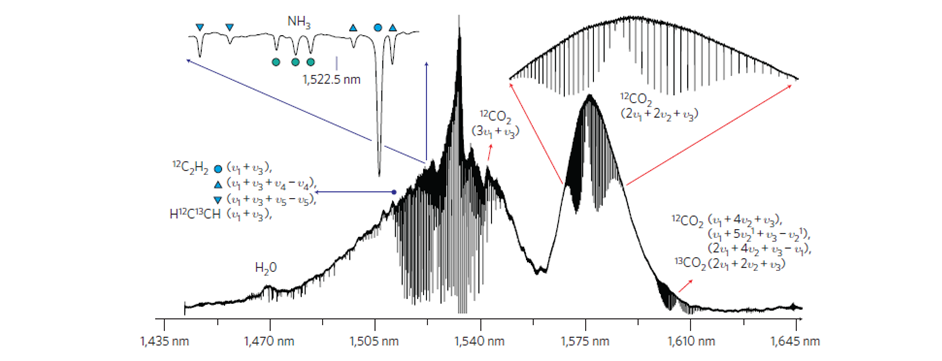 NH₃
1,522.5 nm
¹²CO₂
(2υ₁ + 2υ₂ + υ₃)
¹²CO₂
(3υ₁ + υ₃)
¹²C₂H₂ (υ₁ + υ₃),
(υ₁ + υ₃ + υ₄ – υ₄),
(υ₁ + υ₃ + υ₅ – υ₅),
H¹²C¹³CH (υ₁ + υ₃),
¹²CO₂ (υ₁ + 4υ₂ + υ₃),
(υ₁ + 5υ₂¹ + υ₃ – υ₂¹),
(2υ₁ + 4υ₂ + υ₃ – υ₁),
¹³CO₂ (2υ₁ + 2υ₂ + υ₃)
H₂0
1,435 nm 1,470 nm 1,505 nm 1,540 nm 1,575 nm 1,610 nm 1,645 nm